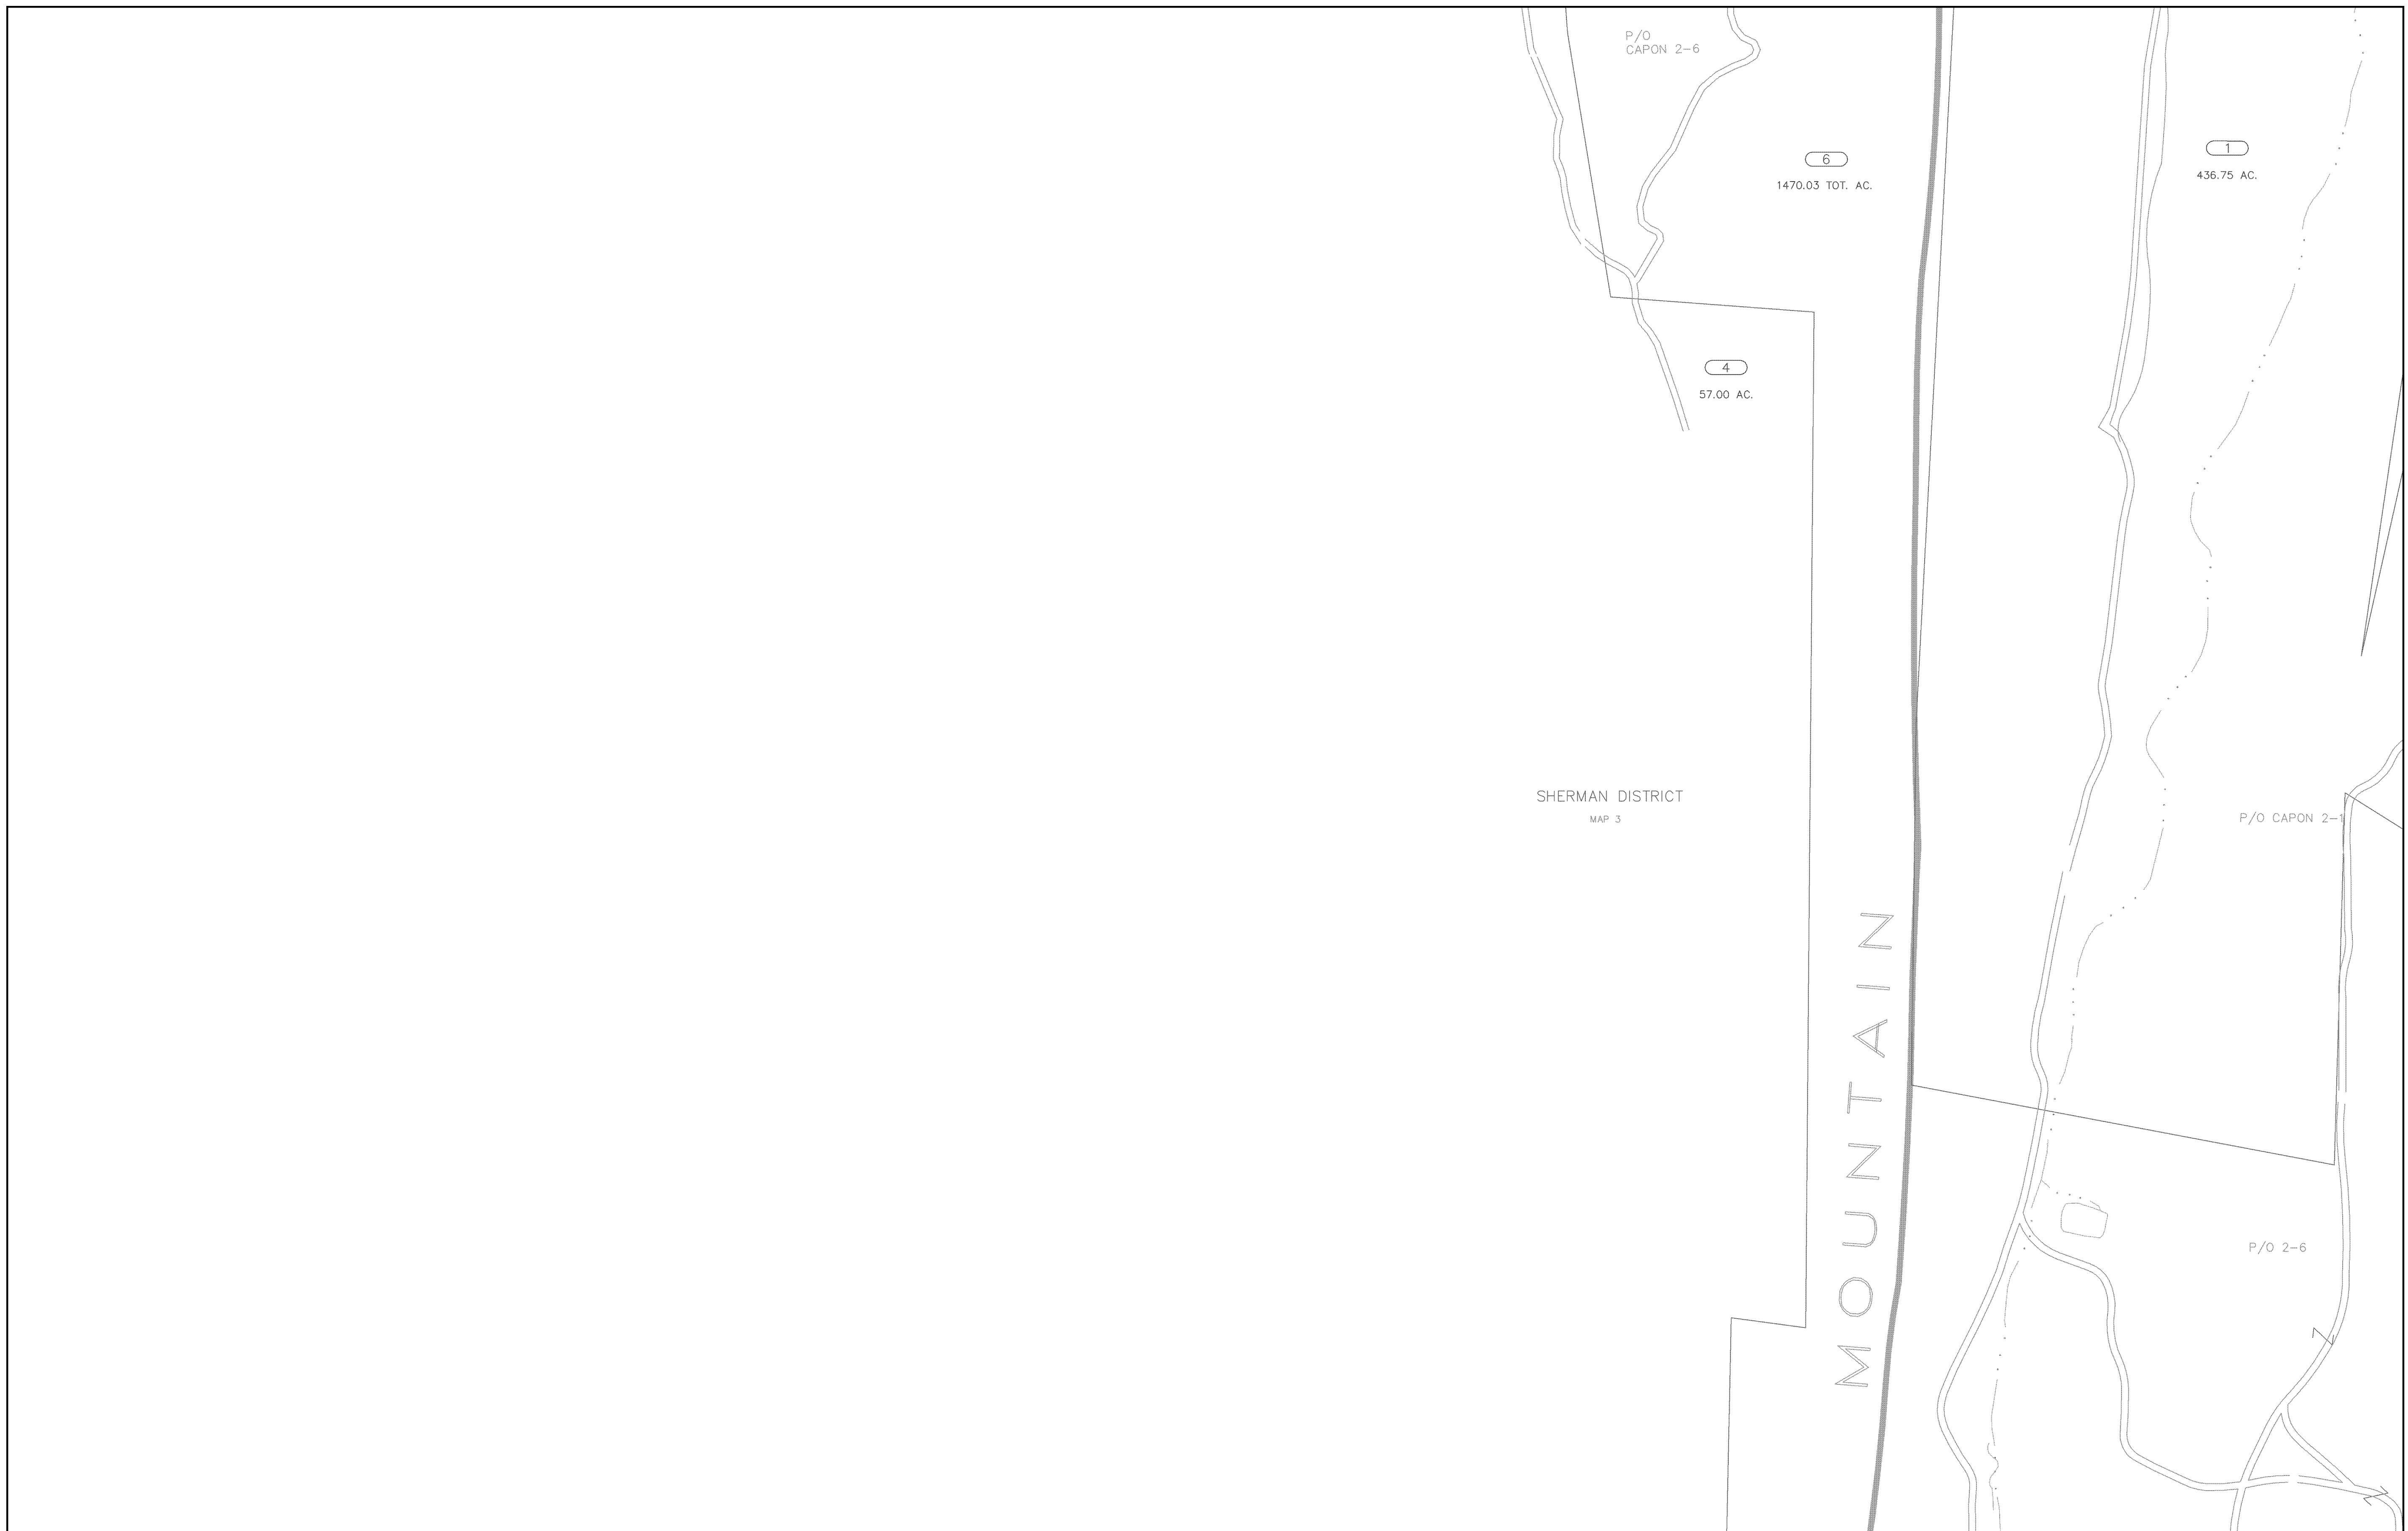 P/O
CAPON 2-6
6
1470.03 TOT. AC.
1
436.75 AC.
4
57.00 AC.
SHERMAN DISTRICT
MAP 3
P/O CAPON 2-1
MOUNTAIN
P/O 2-6